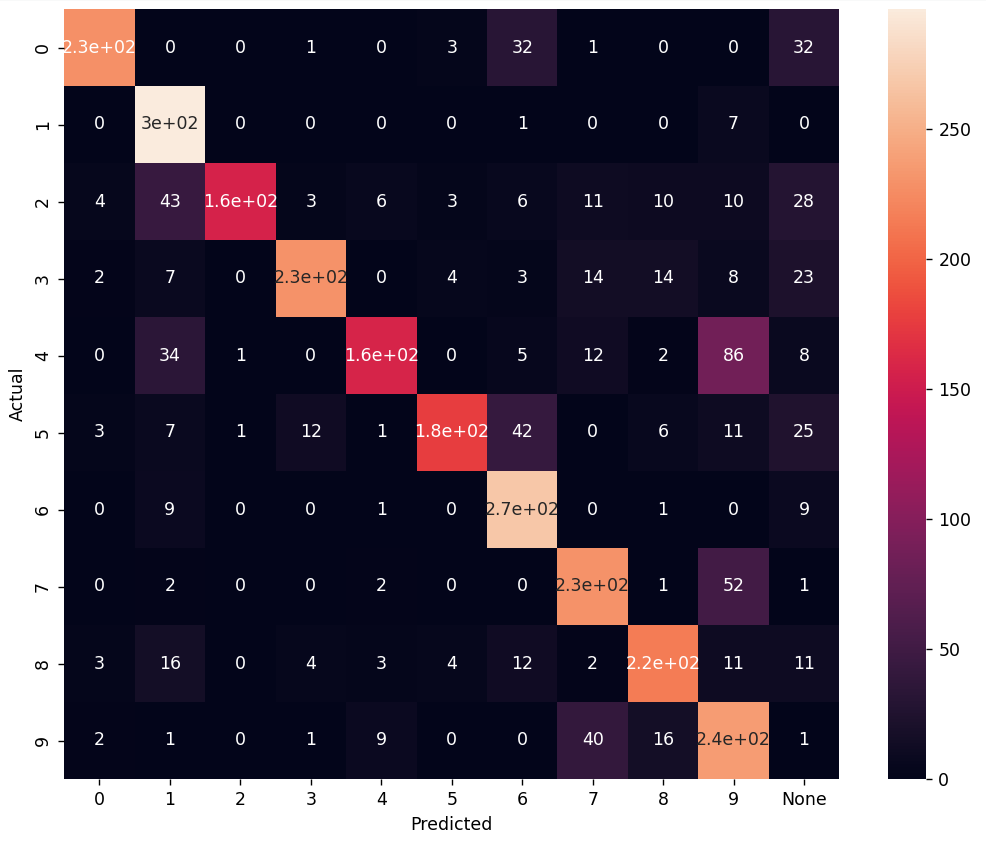 0 2.3e+02 0 0 1 0 3 32 1 0 0 32
1 0 3e+02 0 0 0 0 1 0 0 7 0
250
2 4 43 1.6e+02 3 6 3 6 11 10 10 28
200
3 2 7 0 2.3e+02 0 4 3 14 14 8 23
4 0 34 1 0 1.6e+02 0 5 12 2 86 8
150
Actual
5 3 7 1 12 1 1.8e+02 42 0 6 11 25
100
6 0 9 0 0 1 0 2.7e+02 0 1 0 9
7 0 2 0 0 2 0 0 2.3e+02 1 52 1
50
8 3 16 0 4 3 4 12 2 2.2e+02 11 11
9 2 1 0 1 9 0 0 40 16 2.4e+02 1
0
0 1 2 3 4 5 6 7 8 9 None
Predicted